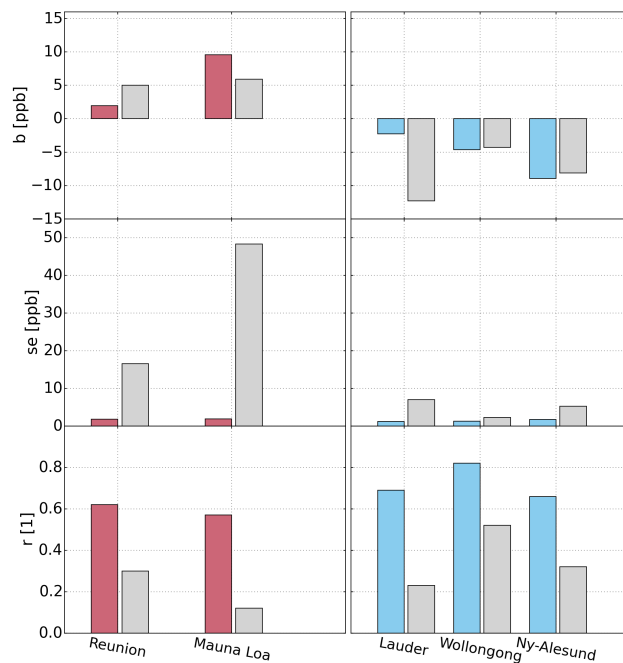 b [ppb]
15
10
5
0
−5
−10
−15
se [ppb]
50
40
30
20
10
0
r [1]
0.8
0.6
0.4
0.2
0.0
Reunion
Mauna Loa
Lauder
Wollongong
Ny-Alesund